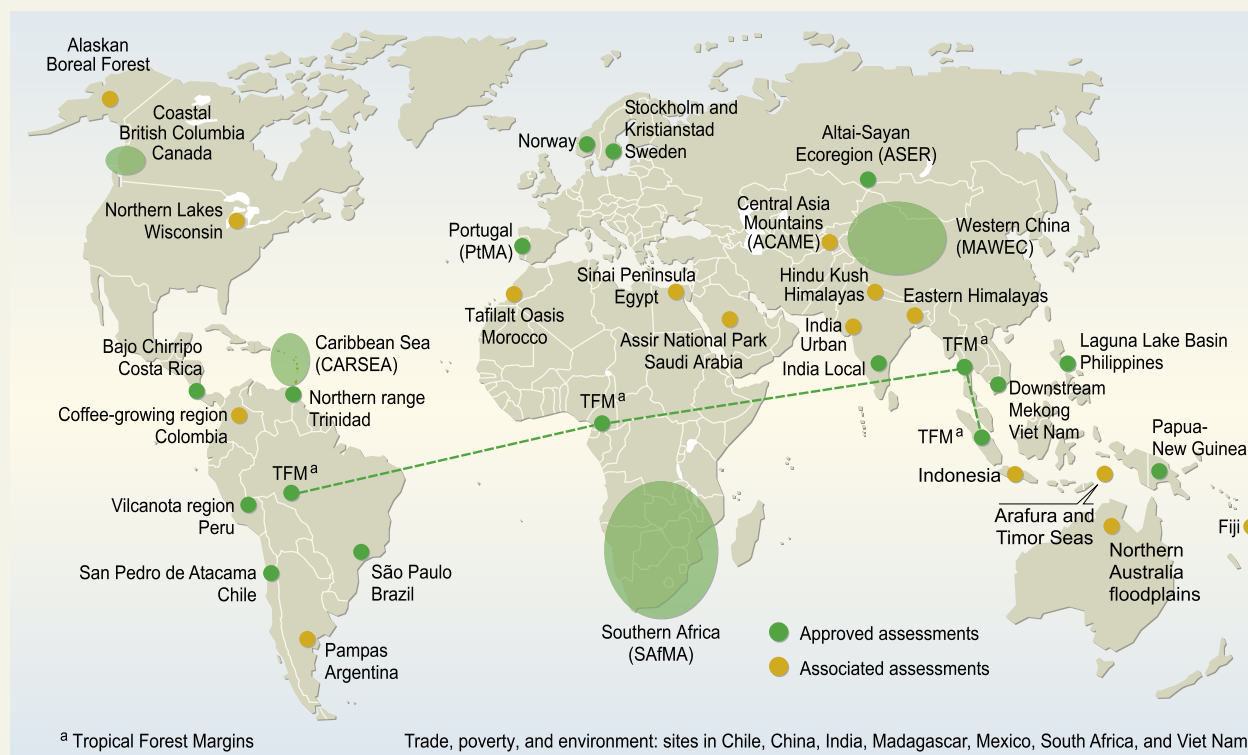 Alaskan
Boreal Forest
Coastal
British Columbia
Canada
Northern Lakes
Wisconsin
Norway
Stockholm and
Kristianstad
Sweden
Altai-Sayan
Ecoregion (ASER)
Portugal
(PtMA)
Central Asia
Mountains
(ACAME)
Western China
(MAWEC)
Sinai Peninsula
Egypt
Hindu Kush
Himalayas
Eastern Himalayas
Tafilalt Oasis
Morocco
Assir National Park
Saudi Arabia
India
Urban
India Local
Bajo Chirripo
Costa Rica
Caribbean Sea
(CARSEA)
Northern range
Trinidad
Coffee-growing region
Colombia
TFM a
TFM a
Laguna Lake Basin
Philippines
Downstream
Mekong
Viet Nam
TFM a
Papua-
New Guinea
TFM a
Indonesia
Vilcanota region
Peru
Arafura and
Timor Seas
Fiji
Northern
Australia
floodplains
San Pedro de Atacama
Chile
São Paulo
Brazil
Southern Africa
(SAfMA)
Pampas
Argentina
Approved assessments
Associated assessments
a Tropical Forest Margins
Trade, poverty, and environment: sites in Chile, China, India, Madagascar, Mexico, South Africa, and Viet Nam